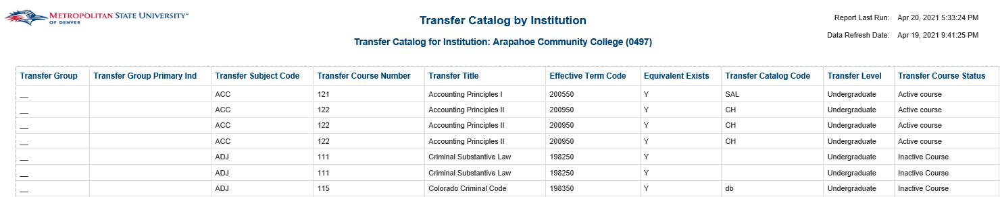 METROPOLITAN STATE UNIVERSITY™
OF DENVER
Transfer Catalog by Institution
Transfer Catalog for Institution: Arapahoe Community College (0497)
Report Last Run: Apr 20, 2021 5:33:24 PM
Data Refresh Date: Apr 19, 2021 9:41:25 PM
Transfer Group Transfer Group Primary Ind Transfer Subject Code Transfer Course Number Transfer Title Effective Term Code Equivalent Exists Transfer Catalog Code Transfer Level Transfer Course Status
__ ACC 121 Accounting Principles I 200550 Y SAL Undergraduate Active course
__ ACC 122 Accounting Principles II 200950 Y CH Undergraduate Active course
__ ACC 122 Accounting Principles II 200950 Y CH Undergraduate Active course
__ ACC 122 Accounting Principles II 200950 Y CH Undergraduate Active course
__ ADJ 111 Criminal Substantive Law 198250 Y Undergraduate Inactive Course
__ ADJ 111 Criminal Substantive Law 198250 Y Undergraduate Inactive Course
__ ADJ 115 Colorado Criminal Code 198350 Y db Undergraduate Inactive Course